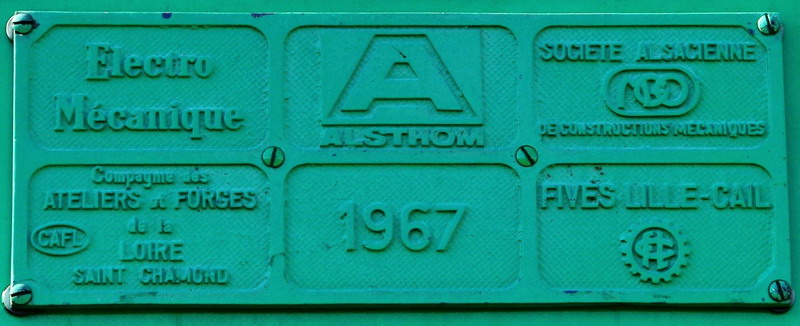 Electro
Mécanique
A
ALSTHOM
SOCIETE ALSACIENNE
MGO
DE CONSTRUCTIONS MECANIQUES
Compagnie des
ATELIERS et FORGES
de la
CAFL
LOIRE
SAINT CHAMOND
1967
FIVES LILLE-CAIL